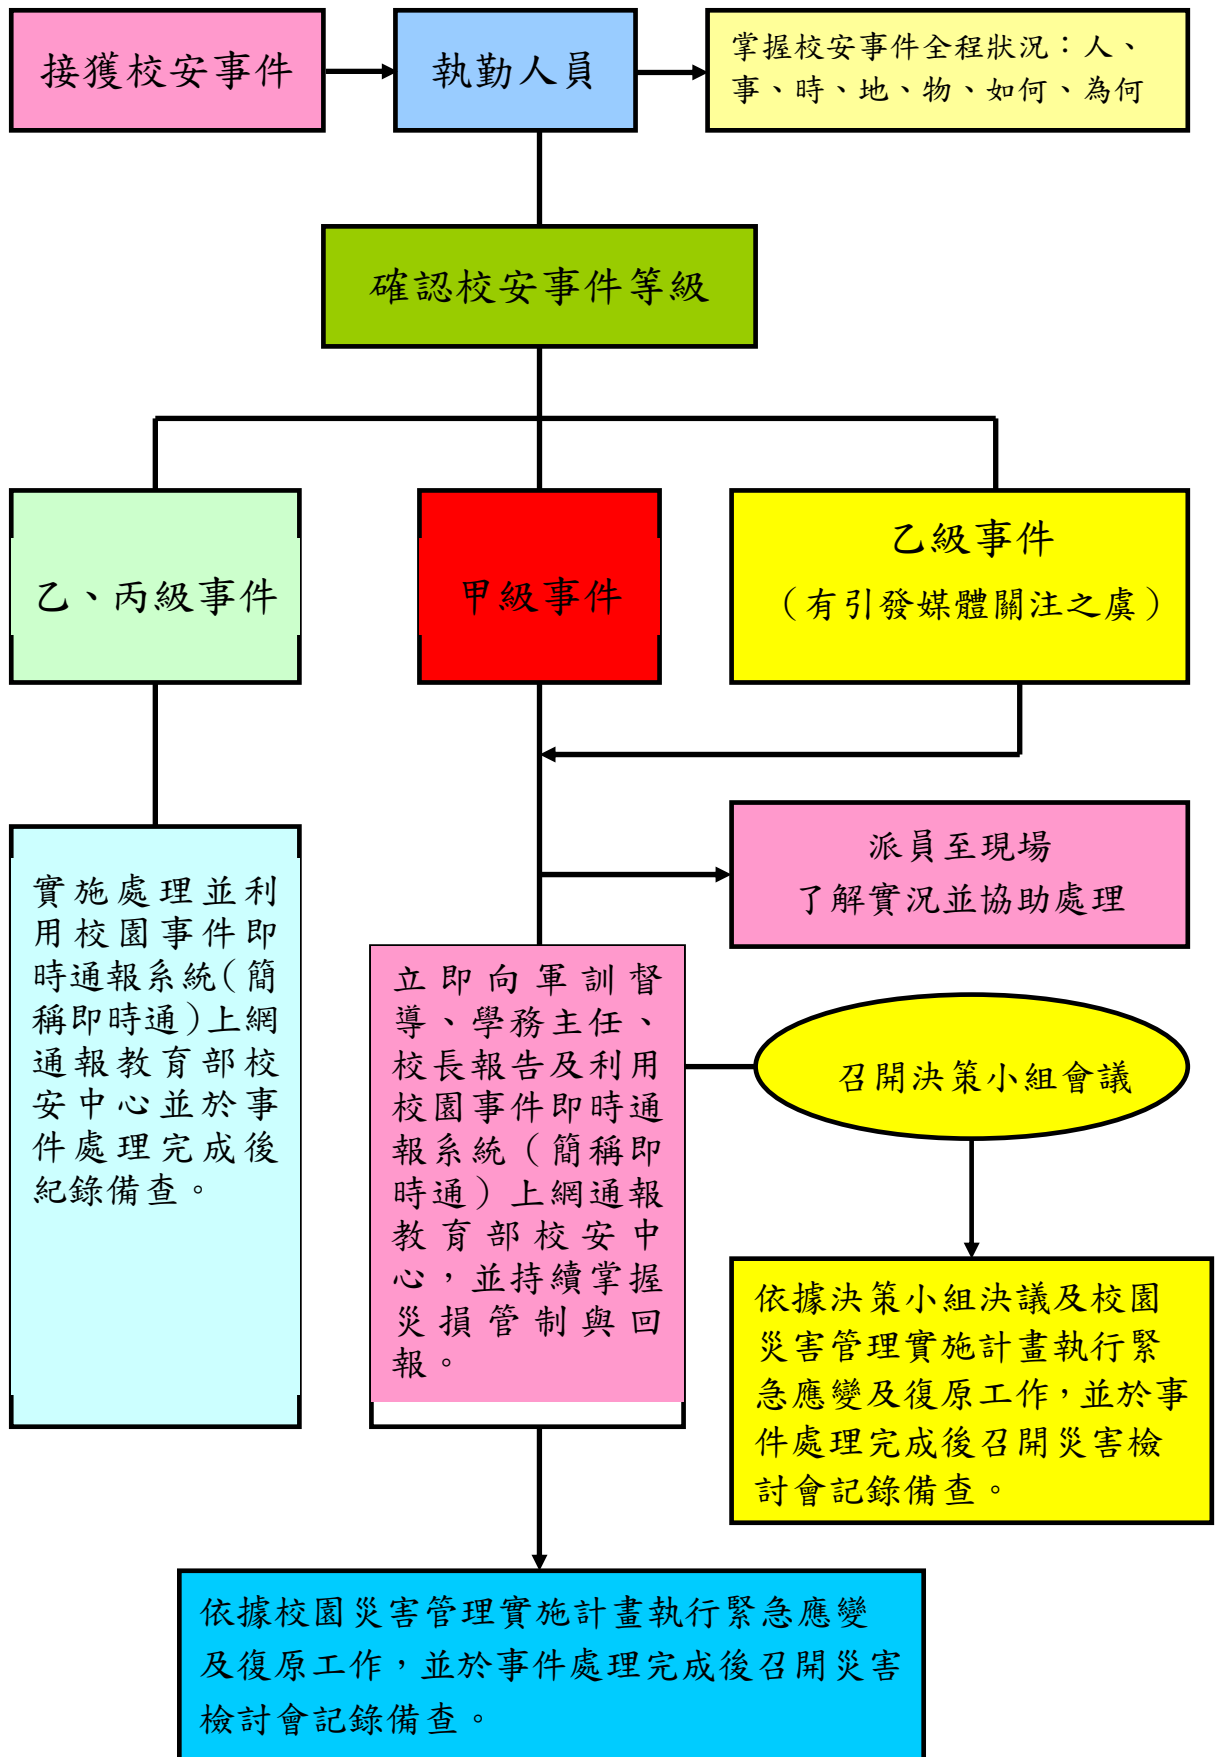 接獲校安事件
執勤人員
掌握校安事件全程狀況：人、
事、時、地、物、如何、為何
確認校安事件等級
乙、丙級事件
甲級事件
乙級事件
（有引發媒體關注之虞）
實施處理並利
用校園事件即
時通報系統(簡
稱即時通)上網
通報教育部校
安中心並於事
件處理完成後
紀錄備查。
派員至現場
了解實況並協助處理
立即向軍訓督
導、學務主任、
校長報告及利用
校園事件即時通
報系統（簡稱即
時通）上網通報
教育部校安中
心，並持續掌握
災損管制與回
報。
召開決策小組會議
依據決策小組決議及校園
災害管理實施計畫執行緊
急應變及復原工作，並於事
件處理完成後召開災害檢
討會記錄備查。
依據校園災害管理實施計畫執行緊急應變
及復原工作，並於事件處理完成後召開災害
檢討會記錄備查。